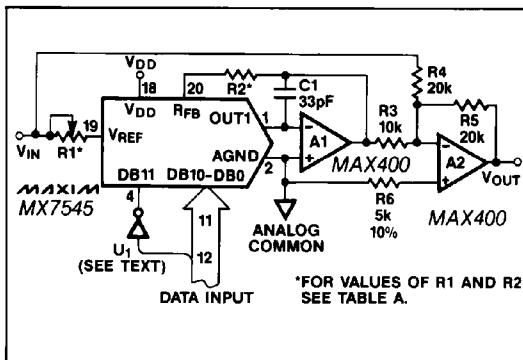 VDD
18
20
R2*
C1
33pF
R4
20k
VDD
RFB
OUT1
1
R3
10k
R5
20k
19
VREF
VIN
R1*
−
+
A1
MAX400
−
+
A2
AGND
2
VOUT
DB11
DB10-DB0
MAXIM
MX7545
4
11
R6
5k
10%
MAX400
ANALOG
COMMON
U1
(SEE TEXT)
12
DATA INPUT
*FOR VALUES OF R1 AND R2
SEE TABLE A.